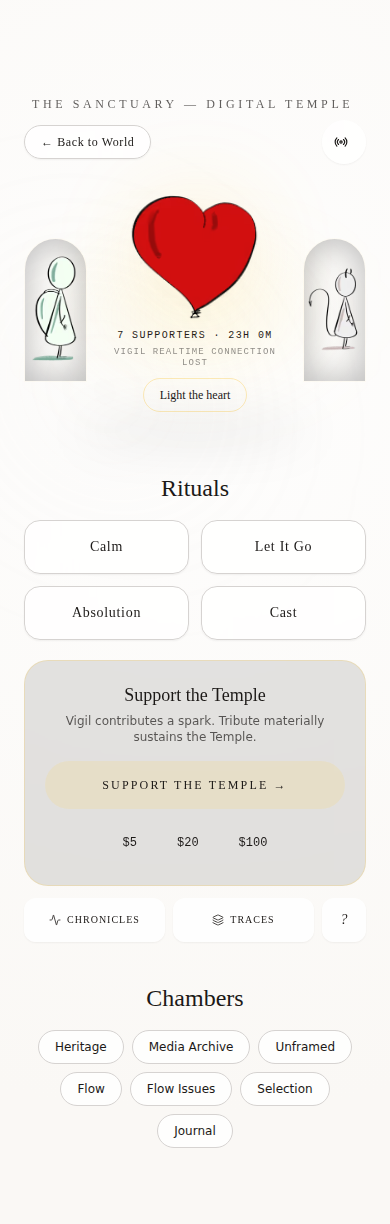 THE SANCTUARY — DIGITAL TEMPLE
← Back to World
7 SUPPORTERS · 23H 0M
VIGIL REALTIME CONNECTION
LOST
Light the heart
Rituals
Calm
Let It Go
Absolution
Cast
Support the Temple
Vigil contributes a spark. Tribute materially
sustains the Temple.
SUPPORT THE TEMPLE →
$5 $20 $100
CHRONICLES
TRACES
?
Chambers
Heritage
Media Archive
Unframed
Flow
Flow Issues
Selection
Journal